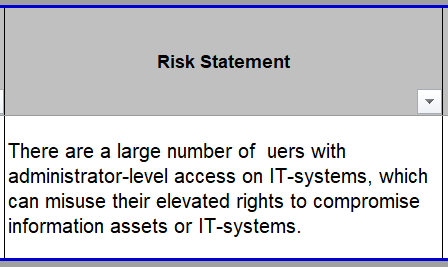 Risk Statement
There are a large number of  uers with
administrator-level access on IT-systems, which
can misuse their elevated rights to compromise
information assets or IT-systems.